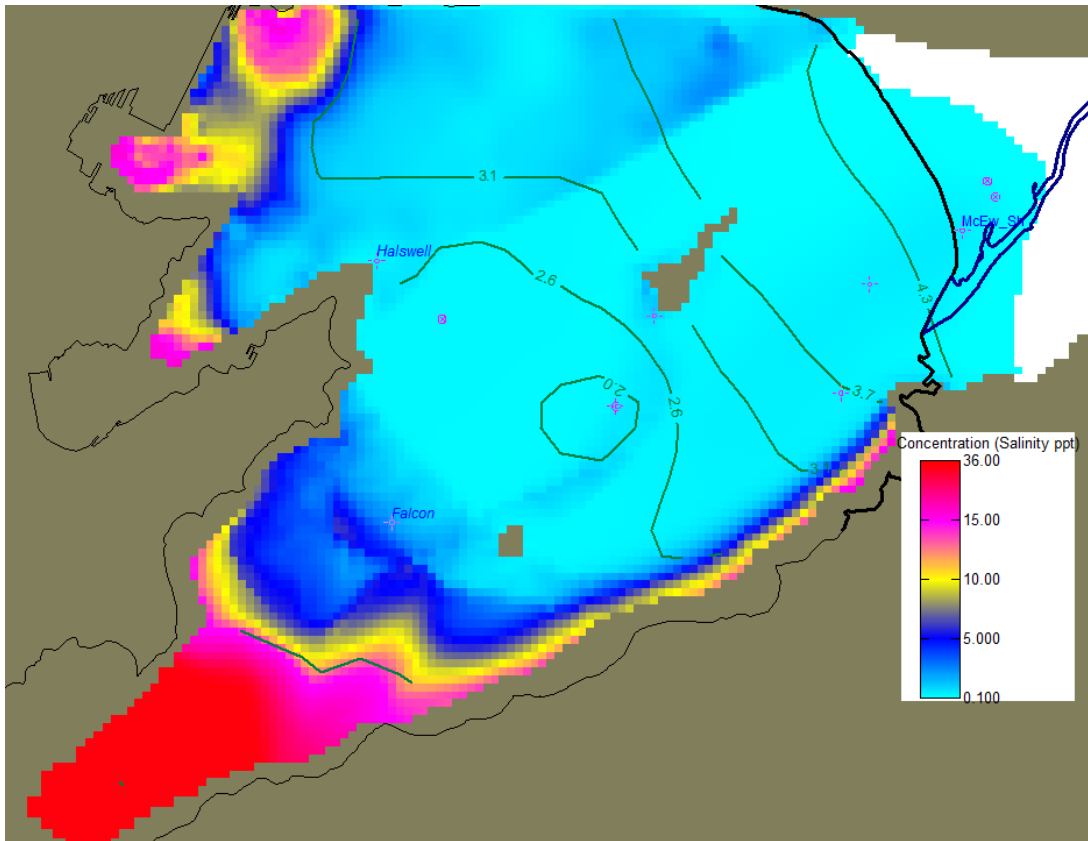 3.1
Halswell
2.6
McEw_Sh
4.3
2.0
2.6
3.7
Falcon
Concentration (Salinity ppt)
36.00
15.00
10.00
5.000
0.100